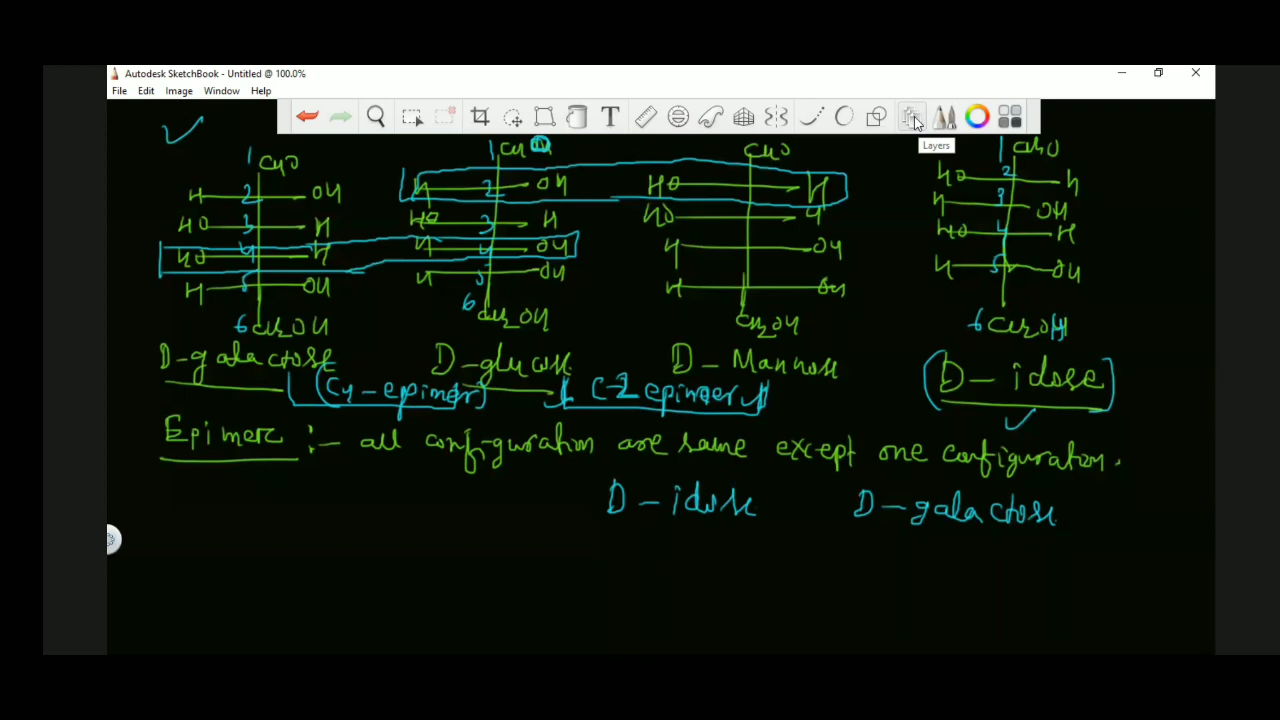 Autodesk SketchBook - Untitled @ 100.0%
File Edit Image Window Help
T
Layers
1 CHO 1 CHO CHO 1 CHO
H 2 OH H 2 OH HO H HO 2 H
HO 3 H HO 3 H HO H H 3 OH
HO 4 H H 4 OH H OH HO 4 H
H 5 OH H 5 OH H OH H 5 OH
6 CH2OH 6 CH2OH CH2OH 6 CH2OH
D-galactose D-glucose D-Mannose (D-idose)
(C4-epimer) C-2 epimer
Epimer :- all configuration are same except one configuration.
D-idose D-galactose